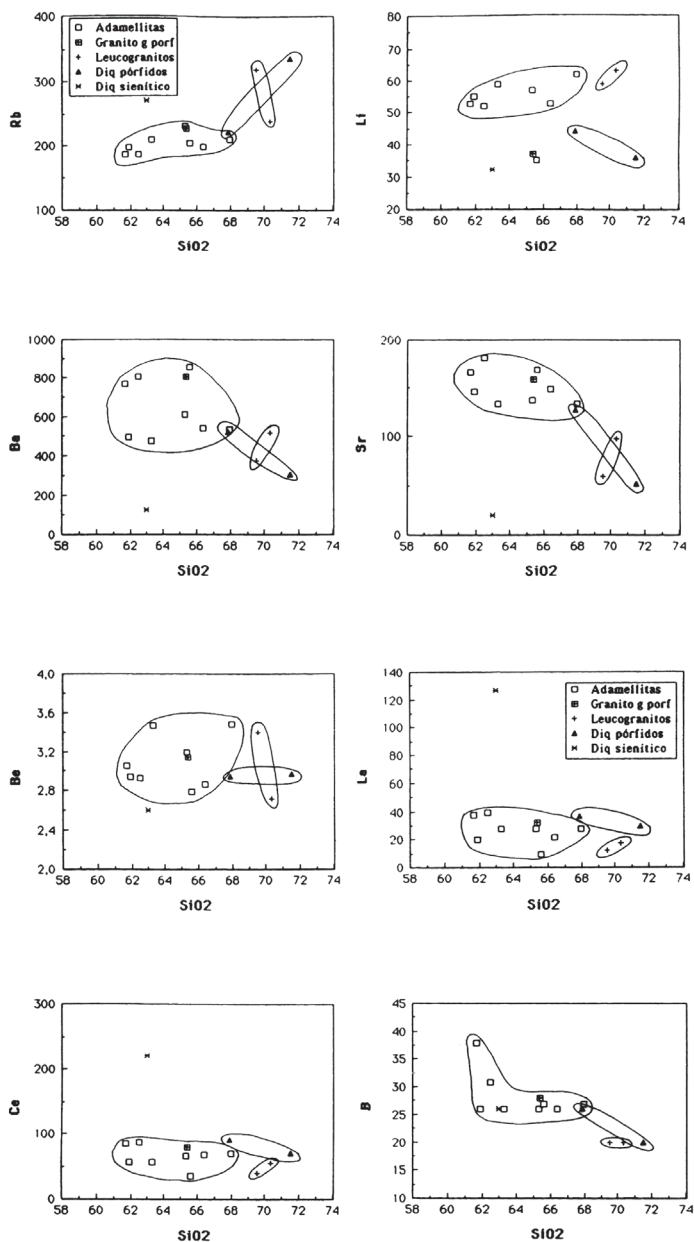 400
300
200
100
Rb
Adamellitas
Granito g porf
Leucogranitos
Diq pórfidos
Diq sienítico
58 60 62 64 66 68 70 72 74
SiO2
80
70
60
50
40
30
20
Li
58 60 62 64 66 68 70 72 74
SiO2
1000
800
600
400
200
0
Ba
58 60 62 64 66 68 70 72 74
SiO2
200
100
0
Sr
58 60 62 64 66 68 70 72 74
SiO2
4,0
3,6
3,2
2,8
2,4
2,0
Be
58 60 62 64 66 68 70 72 74
SiO2
140
120
100
80
60
40
20
0
La
Adamellitas
Granito g porf
Leucogranitos
Diq pórfidos
Diq sienítico
58 60 62 64 66 68 70 72 74
SiO2
300
200
100
0
Ce
58 60 62 64 66 68 70 72 74
SiO2
45
40
35
30
25
20
15
10
B
58 60 62 64 66 68 70 72 74
SiO2